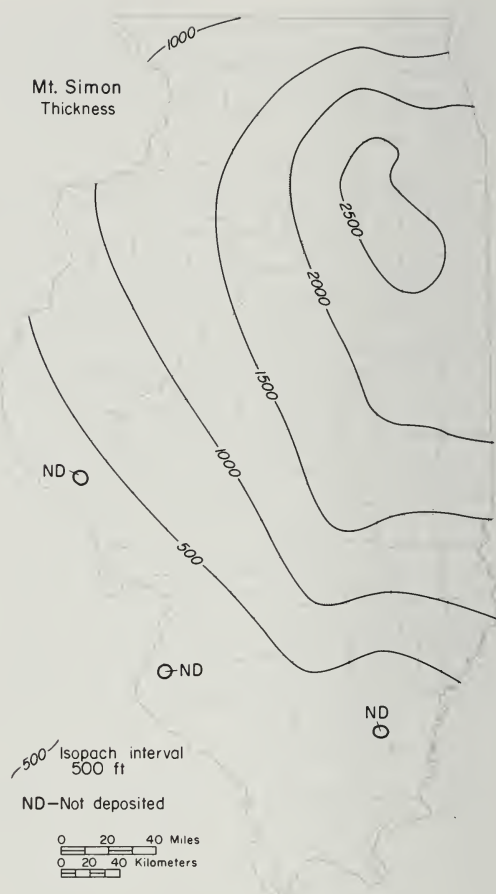 1000
Mt. Simon
Thickness
2500
2000
1500
1000
ND
500
ND
ND
500 Isopach interval
500 ft
ND-Not deposited
0 20 40 Miles
0 20 40 Kilometers